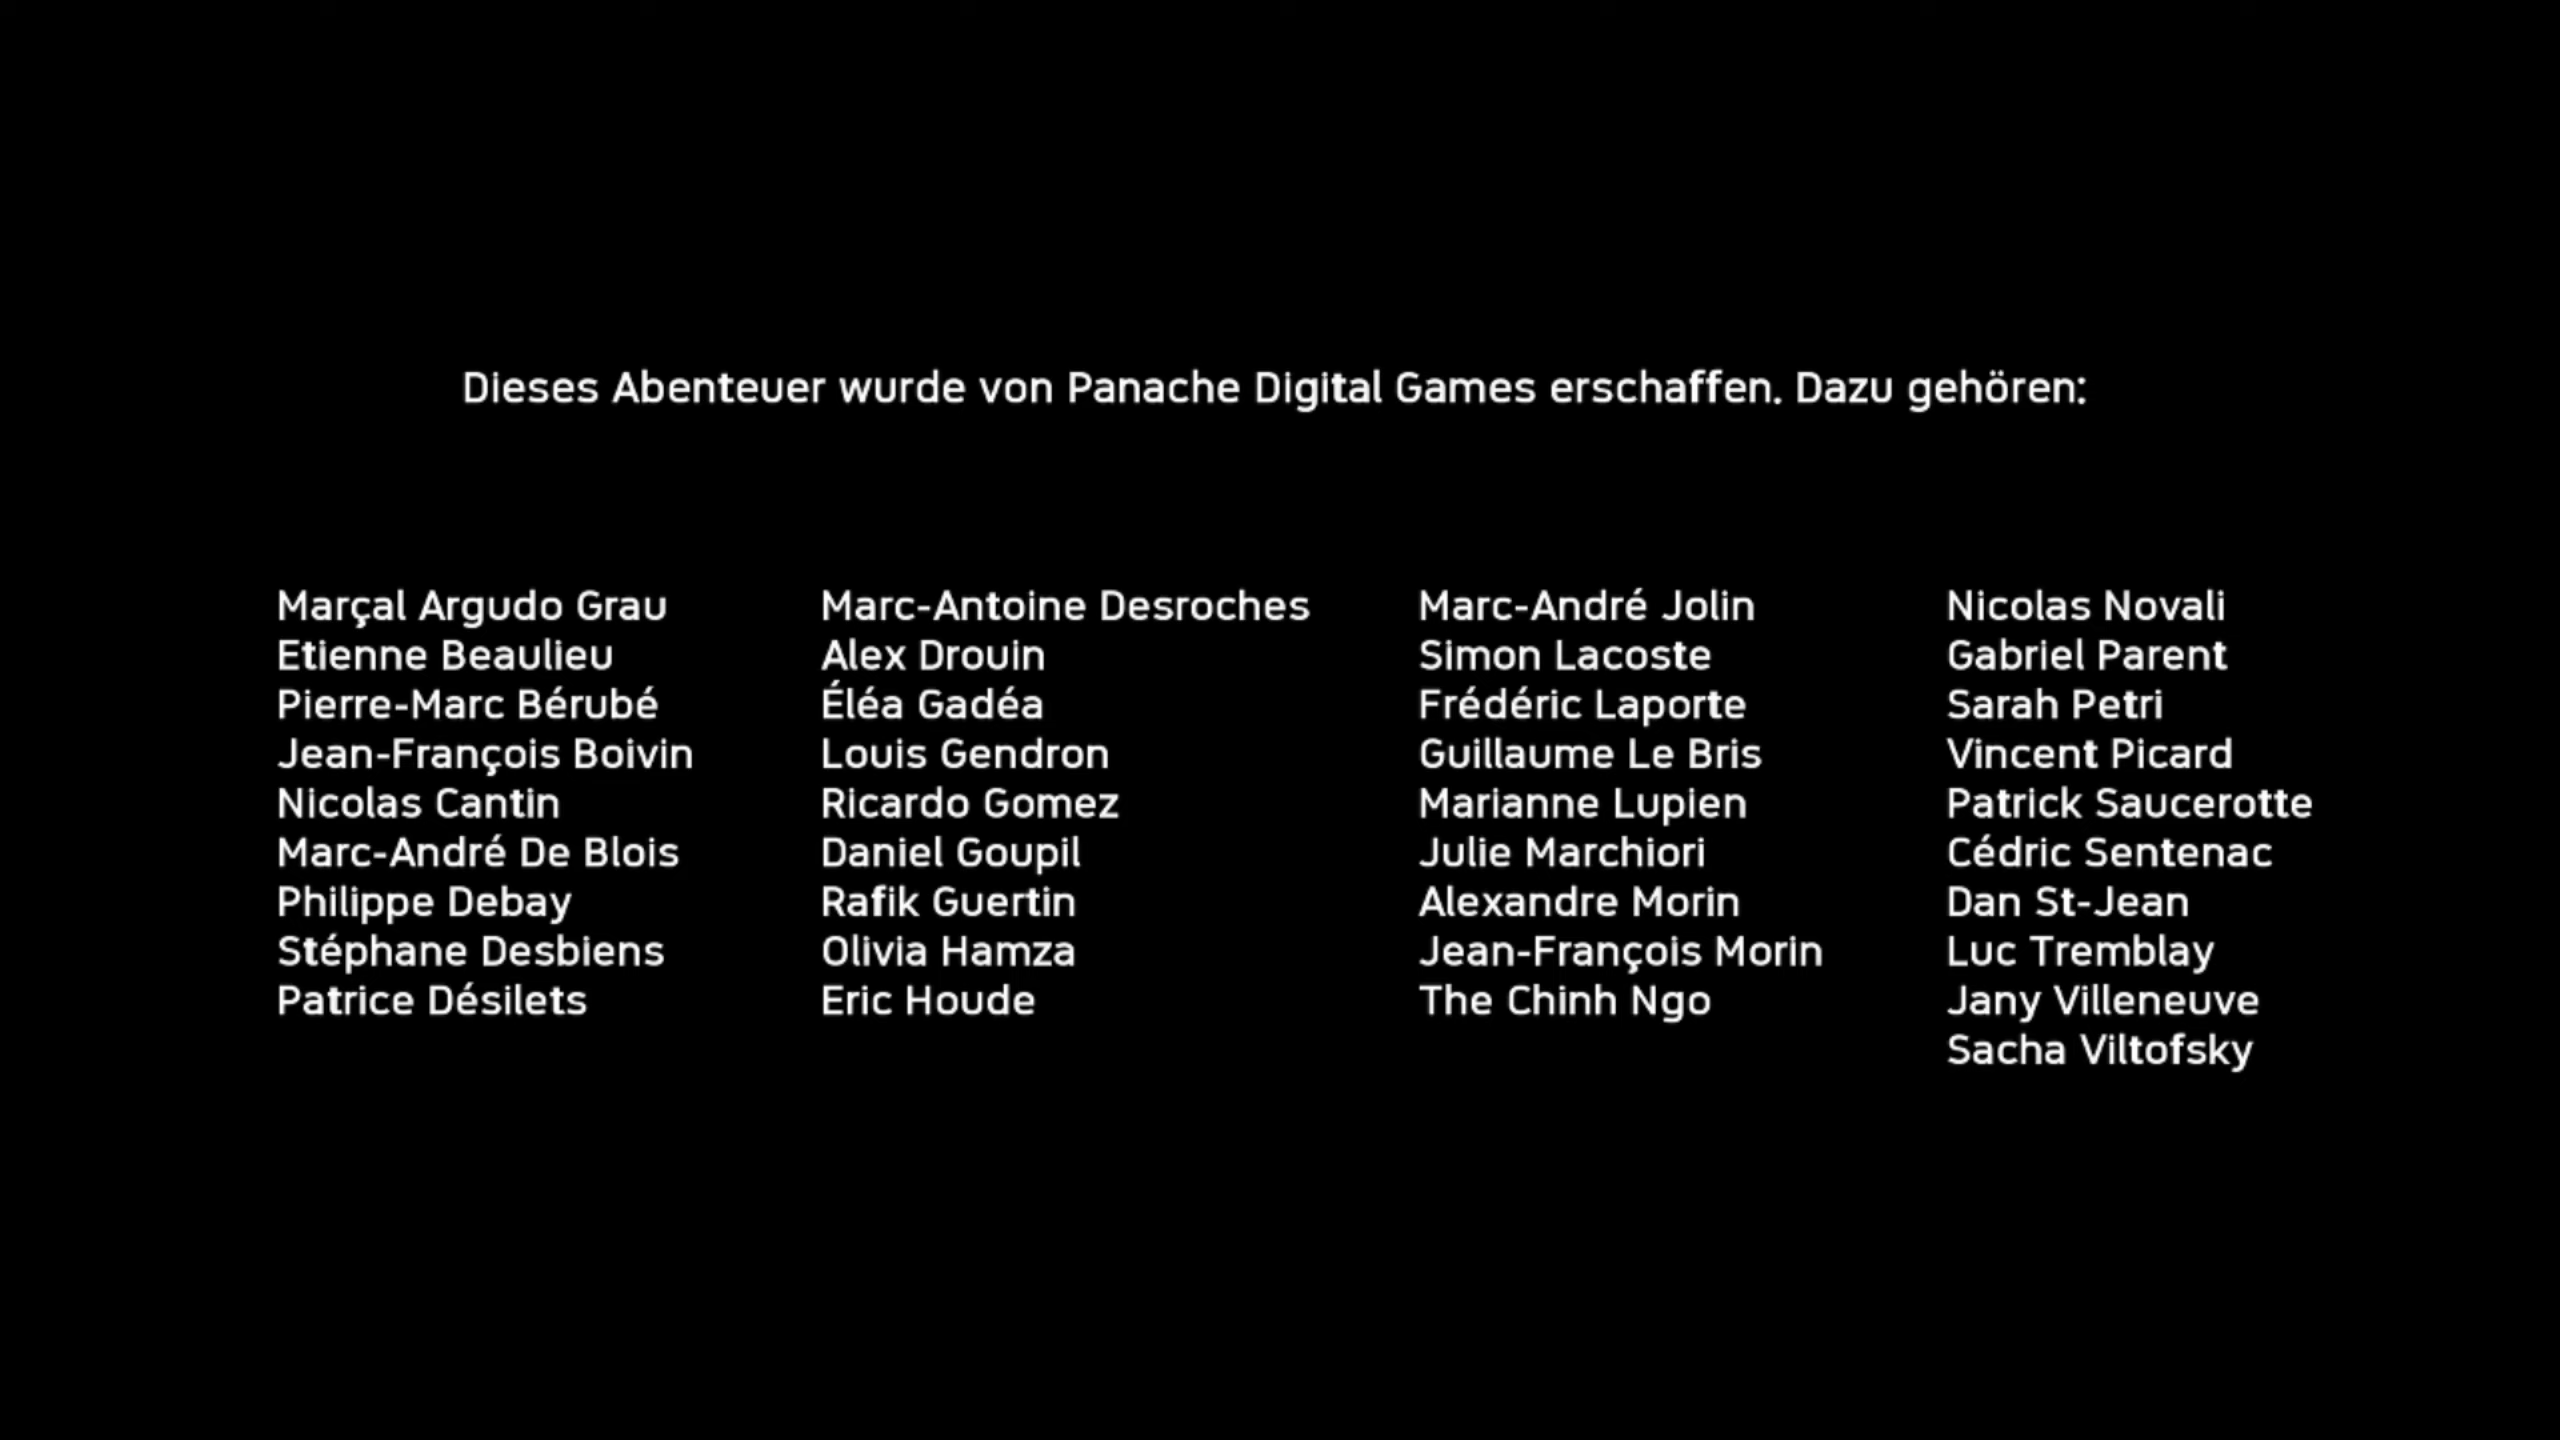 Dieses Abenteuer wurde von Panache Digital Games erschaffen. Dazu gehören:
Marçal Argudo Grau
Etienne Beaulieu
Pierre-Marc Bérubé
Jean-François Boivin
Nicolas Cantin
Marc-André De Blois
Philippe Debay
Stéphane Desbiens
Patrice Désilets
Marc-Antoine Desroches
Alex Drouin
Éléa Gadéa
Louis Gendron
Ricardo Gomez
Daniel Goupil
Rafik Guertin
Olivia Hamza
Eric Houde
Marc-André Jolin
Simon Lacoste
Frédéric Laporte
Guillaume Le Bris
Marianne Lupien
Julie Marchiori
Alexandre Morin
Jean-François Morin
The Chinh Ngo
Nicolas Novali
Gabriel Parent
Sarah Petri
Vincent Picard
Patrick Saucerotte
Cédric Sentenac
Dan St-Jean
Luc Tremblay
Jany Villeneuve
Sacha Viltofsky